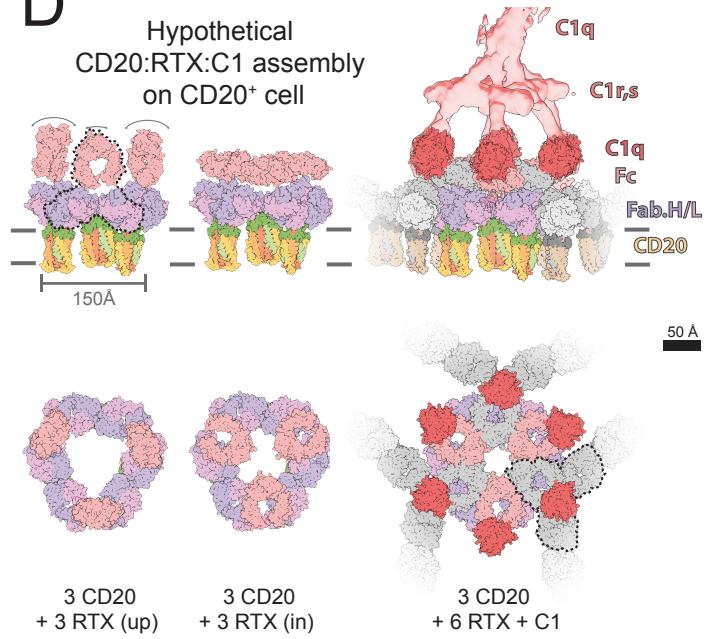 D
Hypothetical
CD20:RTX:C1 assembly
on CD20⁺ cell
C1q
C1r,s
C1q
Fc
Fab.H/L
CD20
150Å
50 Å
3 CD20
+ 3 RTX (up)
3 CD20
+ 3 RTX (in)
3 CD20
+ 6 RTX + C1